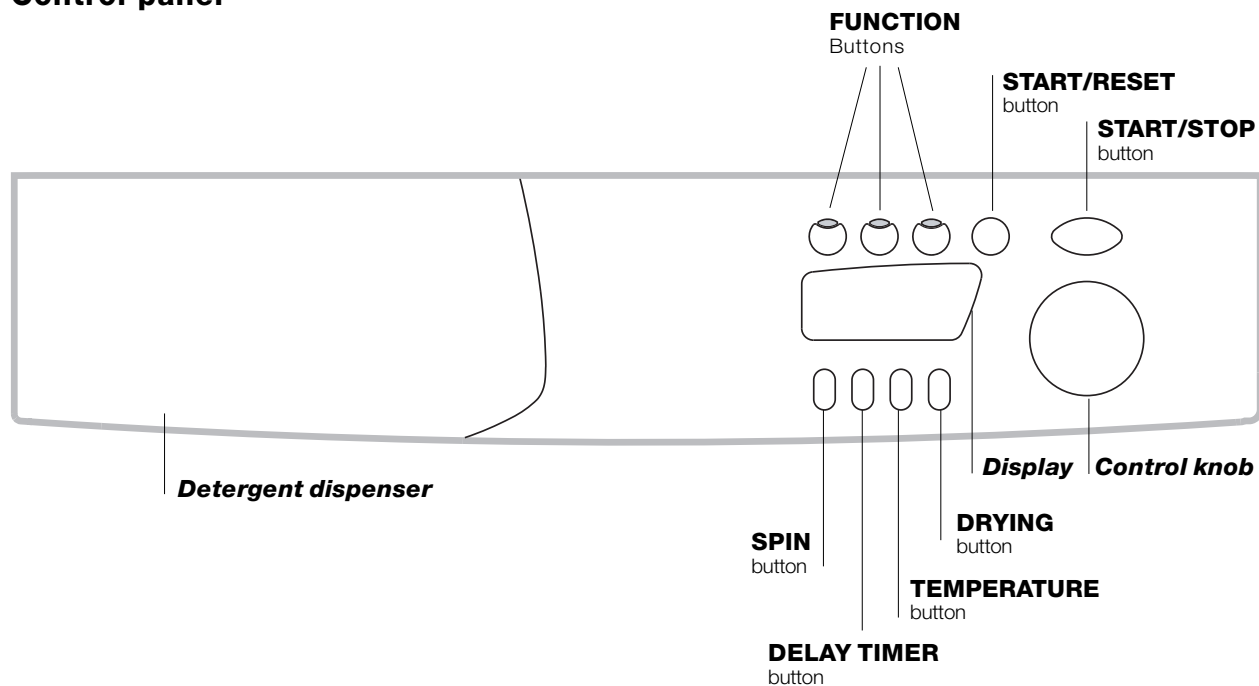 Control panel
FUNCTION
Buttons
START/RESET
button
START/STOP
button
Detergent dispenser
Display
Control knob
SPIN
button
DRYING
button
TEMPERATURE
button
DELAY TIMER
button